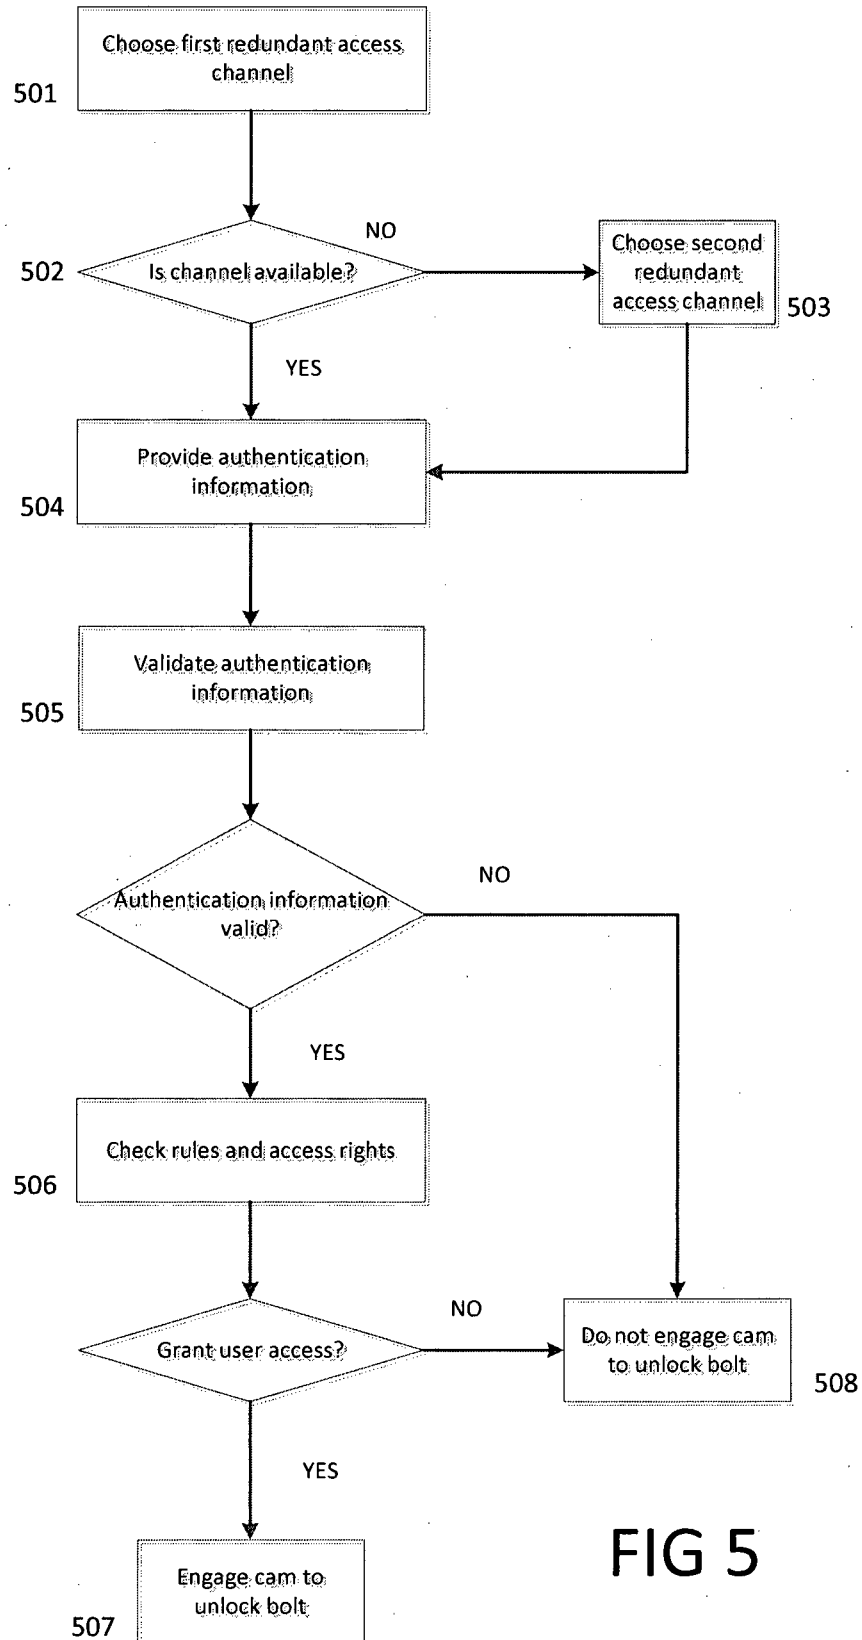 Choose first redundant access
channel
501
NO
502
Is channel available?
Choose second
redundant
access channel
503
YES
Provide authentication
information
504
Validate authentication
information
505
Authentication information
valid?
NO
YES
Check rules and access rights
506
Grant user access?
NO
Do not engage cam
to unlock bolt
508
YES
Engage cam to
unlock bolt
507
FIG 5